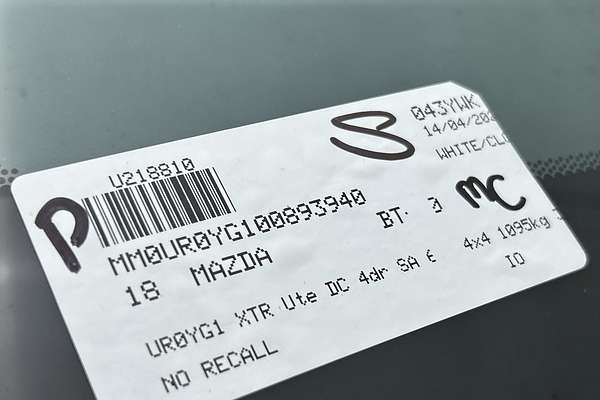 U218810
P
S
043YWK
14/04/202
WHITE/CL
MM0UR0YG100893940
BT: 3
MC
18 MAZDA
UR0YG1 XTR Ute DC 4dr SA 6 4x4 1095kg
IO
NO RECALL